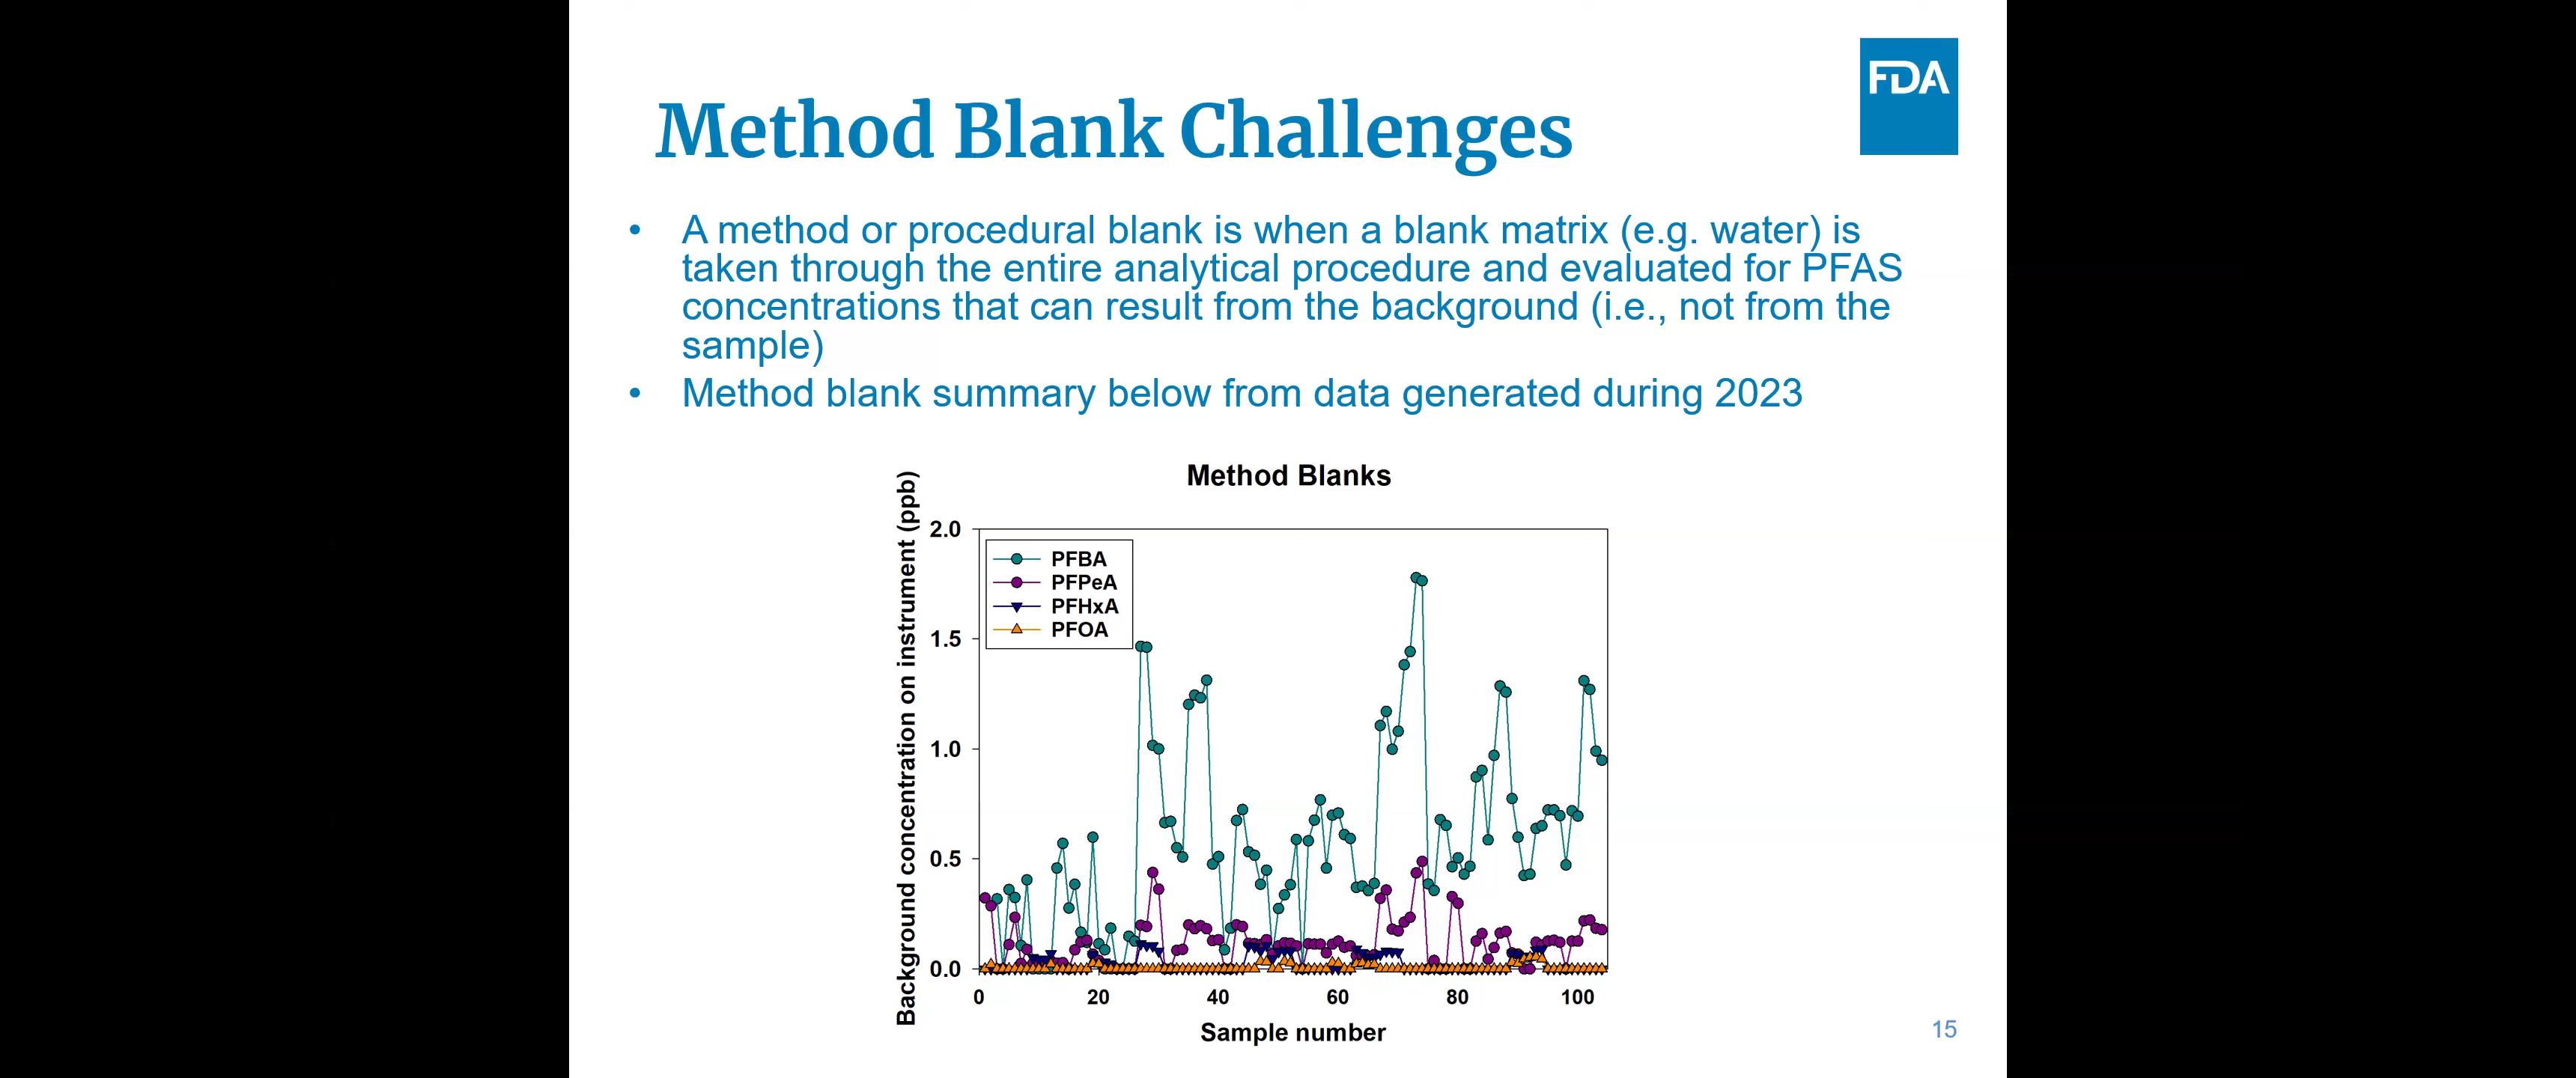 FDA
Method Blank Challenges
• A method or procedural blank is when a blank matrix (e.g. water) is
taken through the entire analytical procedure and evaluated for PFAS
concentrations that can result from the background (i.e., not from the
sample)
• Method blank summary below from data generated during 2023
Method Blanks
Background concentration on instrument (ppb)
2.0
1.5
1.0
0.5
0.0
PFBA
PFPeA
PFHxA
PFOA
0 20 40 60 80 100
Sample number
15